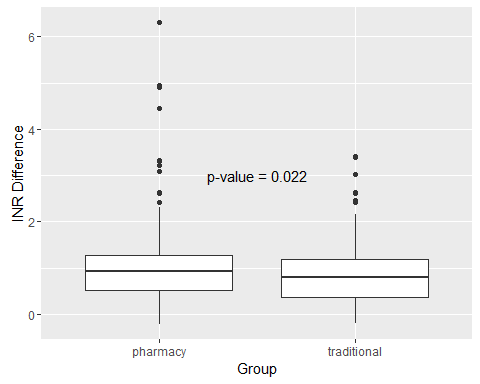 6
4
2
0
INR Difference
p-value = 0.022
pharmacy
traditional
Group